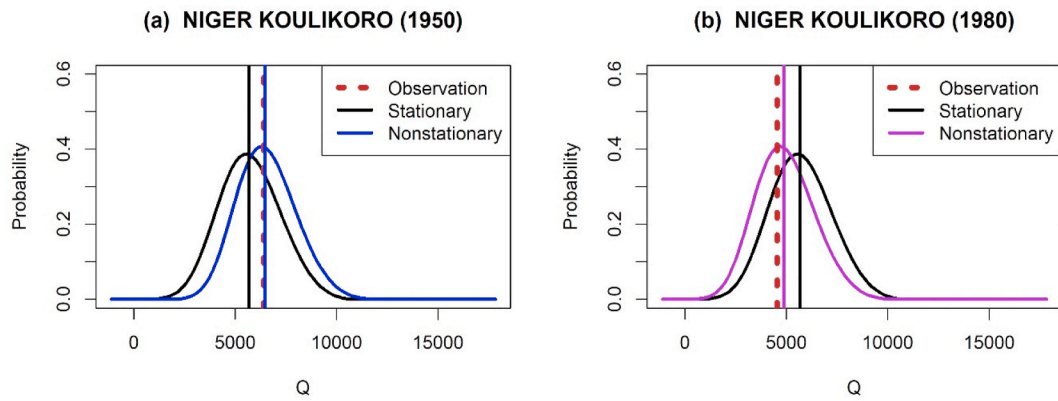 (a) NIGER KOULIKORO (1950)
Probability
0.6
0.4
0.2
0.0
Observation
Stationary
Nonstationary
0 5000 10000 15000
Q
(b) NIGER KOULIKORO (1980)
Probability
0.6
0.4
0.2
0.0
Observation
Stationary
Nonstationary
0 5000 10000 15000
Q